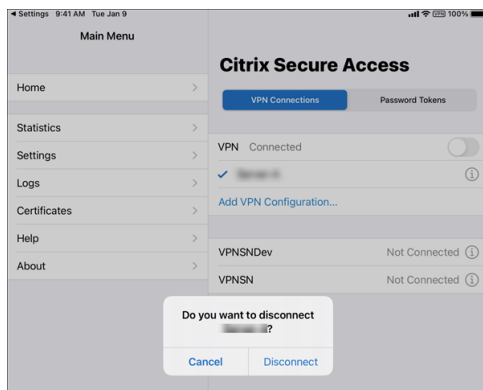 Settings 9:41 AM Tue Jan 9
VPN 100%
Main Menu
Home
Statistics
Settings
Logs
Certificates
Help
About
Citrix Secure Access
VPN Connections Password Tokens
VPN Connected
Add VPN Configuration...
VPNSNDev Not Connected
VPNSN Not Connected
Do you want to disconnect
?
Cancel Disconnect